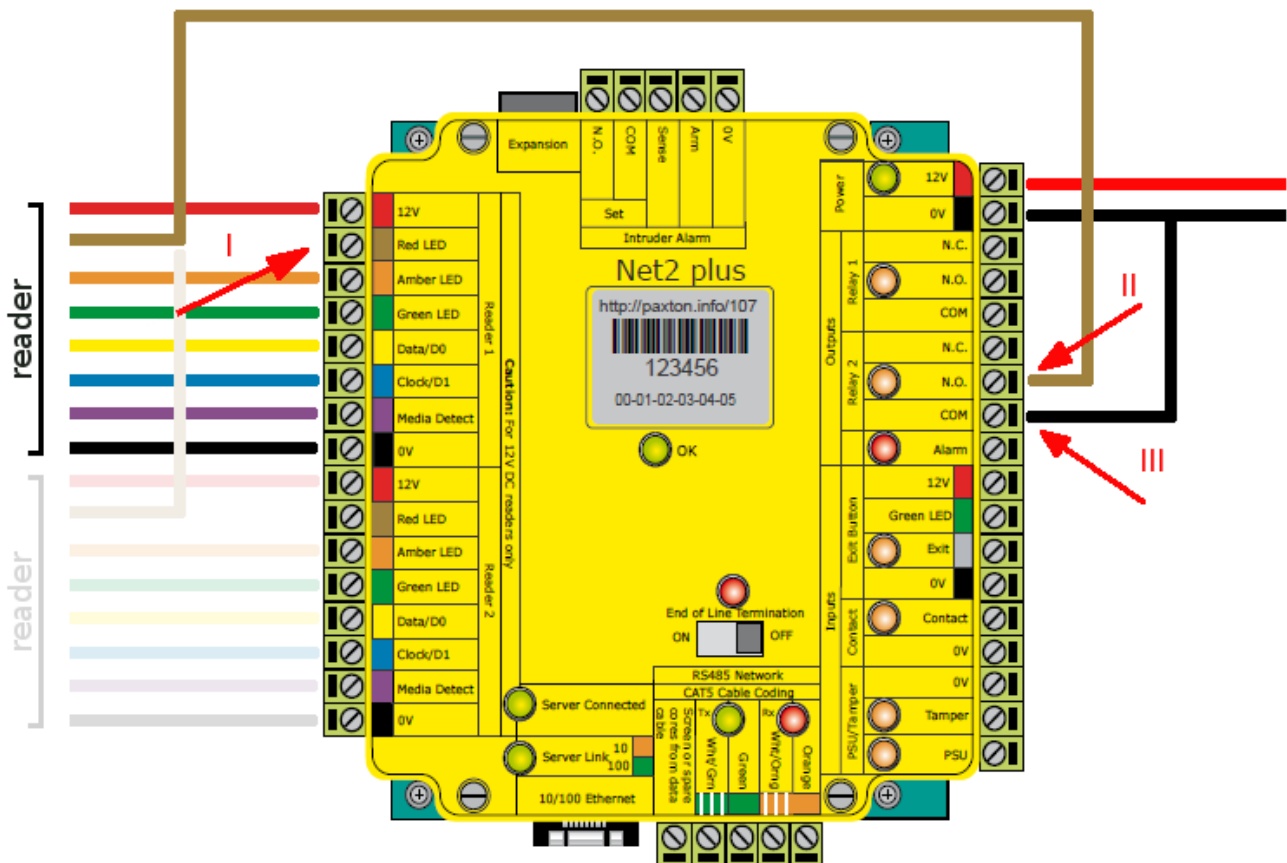 N.O.
COM
Sense
Arm
0V
Expansion
Set
Intruder Alarm
Net2 plus
http://paxton.info/107
123456
00-01-02-03-04-05
OK
reader
I
12V
Red LED
Amber LED
Green LED
Data/D0
Clock/D1
Media Detect
0V
Reader 1
reader
12V
Red LED
Amber LED
Green LED
Data/D0
Clock/D1
Media Detect
0V
Reader 2
Caution: For 12V DC readers only
Power
12V
0V
Outputs
Relay 1
N.C.
N.O.
COM
Relay 2
N.C.
N.O.
COM
Alarm
II
III
Inputs
Exit Button
12V
Green LED
Exit
0V
Contact
Contact
0V
PSU/Tamper
0V
Tamper
PSU
End of Line Termination
ON OFF
RS485 Network
CAT5 Cable Coding
Screen or spare
cores from data
cable
Tx
Wht/Grn
Green
Rx
Wht/Orng
Orange
Server Connected
Server Link 10
100
10/100 Ethernet